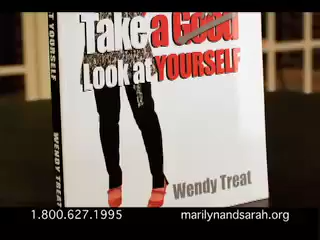 Take a Good
Look at YOURSELF
T YOURSELF
WENDY TREAT
Wendy Treat
1.800.627.1995
marilynandsarah.org